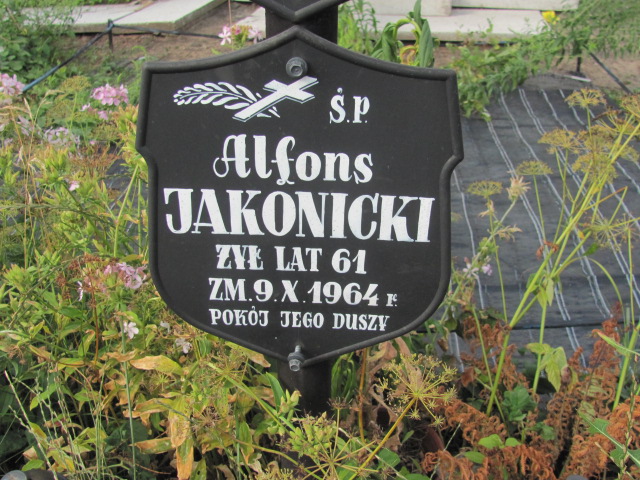 Ś.P.
Alfons
JAKONICKI
ŻYŁ LAT 61
ZM.9.X.1964 R.
POKÓJ JEGO DUSZY